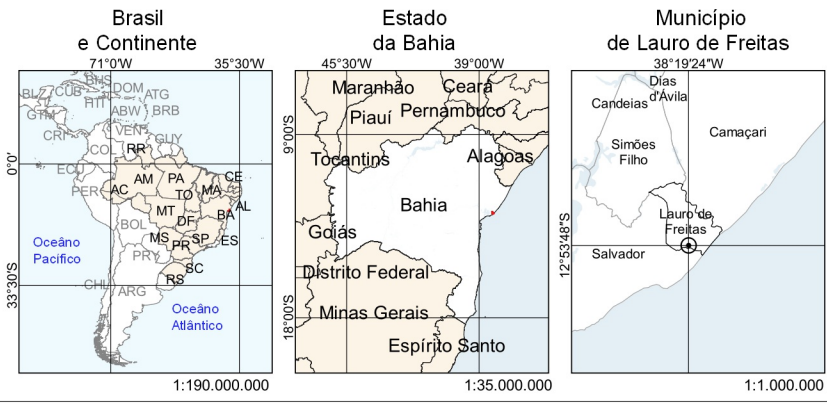 Brasil
e Continente
71°0'W
35°30'W
0°0'
33°30'S
BHS
DOM
BLZ
CUB
ATG
HTI
GTM
ABW
BRB
CRI
VEN
GUY
COL
RR
ECU
AM
PA
CE
PER
AC
TO
MA
AL
MT
DF
BA
BOL
MS
SP
ES
PR
PRY
SC
RS
CHL
ARG
Oceâno
Pacífico
Oceâno
Atlântico
1:190.000.000
Estado
da Bahia
45°30'W
39°00'W
9°00'S
18°00'S
Maranhão
Ceará
Piauí
Pernambuco
Tocantins
Alagoas
Bahia
Goiás
Distrito Federal
Minas Gerais
Espírito Santo
1:35.000.000
Município
de Lauro de Freitas
38°19'24"W
12°53'48"S
Dias
d'Ávila
Candeias
Camaçari
Simões
Filho
Lauro de
Freitas
Salvador
1:1.000.000